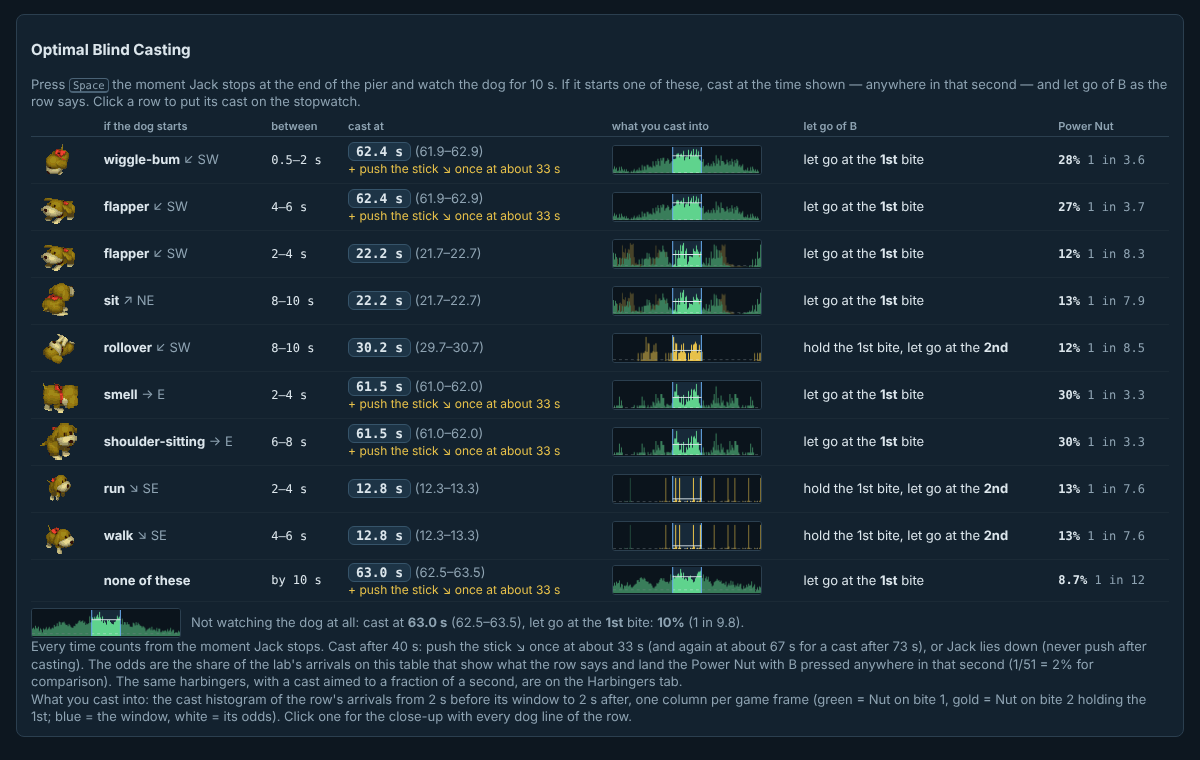 Optimal Blind Casting
Press Space the moment Jack stops at the end of the pier and watch the dog for 10 s. If it starts one of these, cast at the time shown — anywhere in that second — and let go of B as the
row says. Click a row to put its cast on the stopwatch.
if the dog starts between cast at what you cast into let go of B Power Nut
wiggle-bum ↙ SW 0.5–2 s 62.4 s (61.9–62.9) let go at the 1st bite 28% 1 in 3.6
+ push the stick ↘ once at about 33 s
flapper ↙ SW 4–6 s 62.4 s (61.9–62.9) let go at the 1st bite 27% 1 in 3.7
+ push the stick ↘ once at about 33 s
flapper ↙ SW 2–4 s 22.2 s (21.7–22.7) let go at the 1st bite 12% 1 in 8.3
sit ↗ NE 8–10 s 22.2 s (21.7–22.7) let go at the 1st bite 13% 1 in 7.9
rollover ↙ SW 8–10 s 30.2 s (29.7–30.7) hold the 1st bite, let go at the 2nd 12% 1 in 8.5
smell → E 2–4 s 61.5 s (61.0–62.0) let go at the 1st bite 30% 1 in 3.3
+ push the stick ↘ once at about 33 s
shoulder-sitting → E 6–8 s 61.5 s (61.0–62.0) let go at the 1st bite 30% 1 in 3.3
+ push the stick ↘ once at about 33 s
run ↘ SE 2–4 s 12.8 s (12.3–13.3) hold the 1st bite, let go at the 2nd 13% 1 in 7.6
walk ↘ SE 4–6 s 12.8 s (12.3–13.3) hold the 1st bite, let go at the 2nd 13% 1 in 7.6
none of these by 10 s 63.0 s (62.5–63.5) let go at the 1st bite 8.7% 1 in 12
+ push the stick ↘ once at about 33 s
Not watching the dog at all: cast at 63.0 s (62.5–63.5), let go at the 1st bite: 10% (1 in 9.8).
Every time counts from the moment Jack stops. Cast after 40 s: push the stick ↘ once at about 33 s (and again at about 67 s for a cast after 73 s), or Jack lies down (never push after
casting). The odds are the share of the lab's arrivals on this table that show what the row says and land the Power Nut with B pressed anywhere in that second (1/51 = 2% for
comparison). The same harbingers, with a cast aimed to a fraction of a second, are on the Harbingers tab.
What you cast into: the cast histogram of the row's arrivals from 2 s before its window to 2 s after, one column per game frame (green = Nut on bite 1, gold = Nut on bite 2 holding the
1st; blue = the window, white = its odds). Click one for the close-up with every dog line of the row.